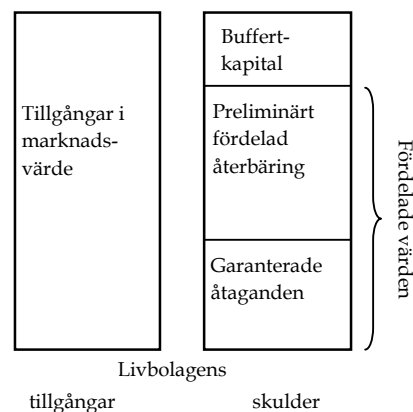 Tillgångar i
marknads-
värde
Buffert-
kapital
Preliminärt
fördelad
återbäring
Garanterade
åtaganden
Fördelade värden
Livbolagens
tillgångar
skulder